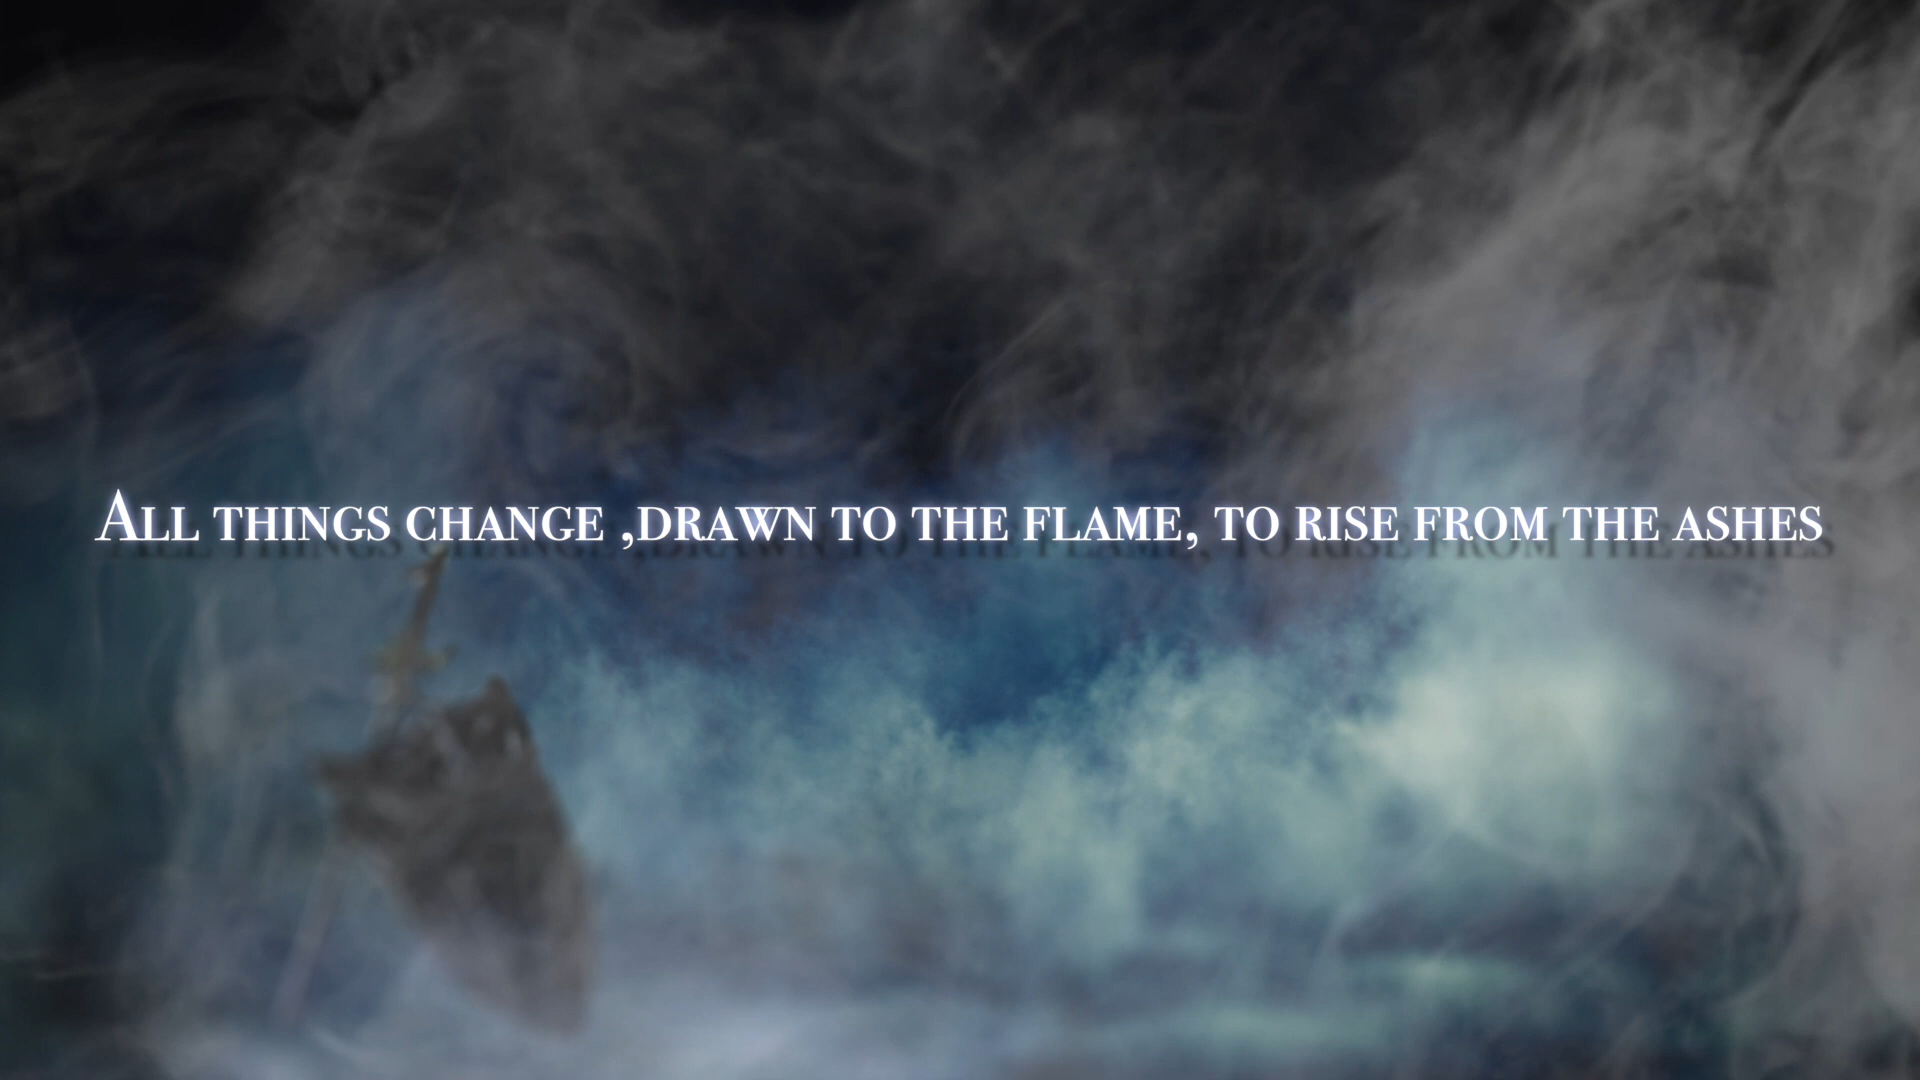 All things change ,drawn to the flame, to rise from the ashes